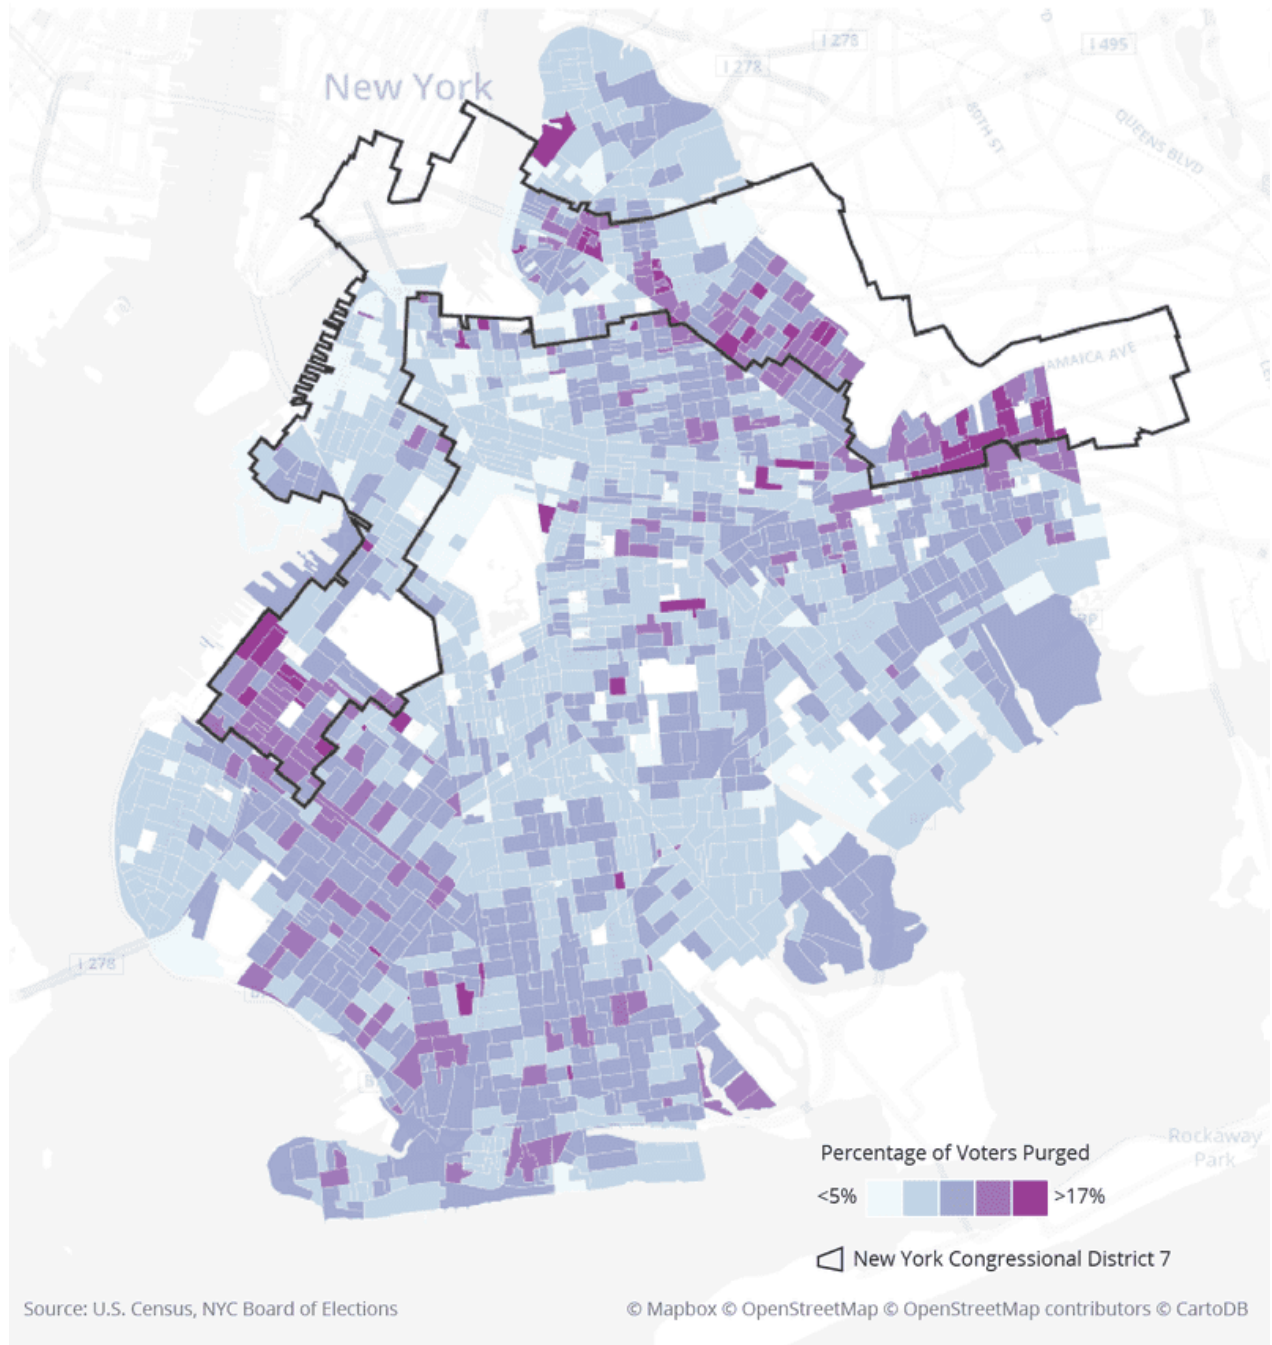 I 278
I 495
I 278
New York
80TH ST
QUEENS BLVD
JAMAICA AVE
I 278
Rockaway
Park
Percentage of Voters Purged
<5%
>17%
New York Congressional District 7
Source: U.S. Census, NYC Board of Elections
© Mapbox © OpenStreetMap © OpenStreetMap contributors © CartoDB